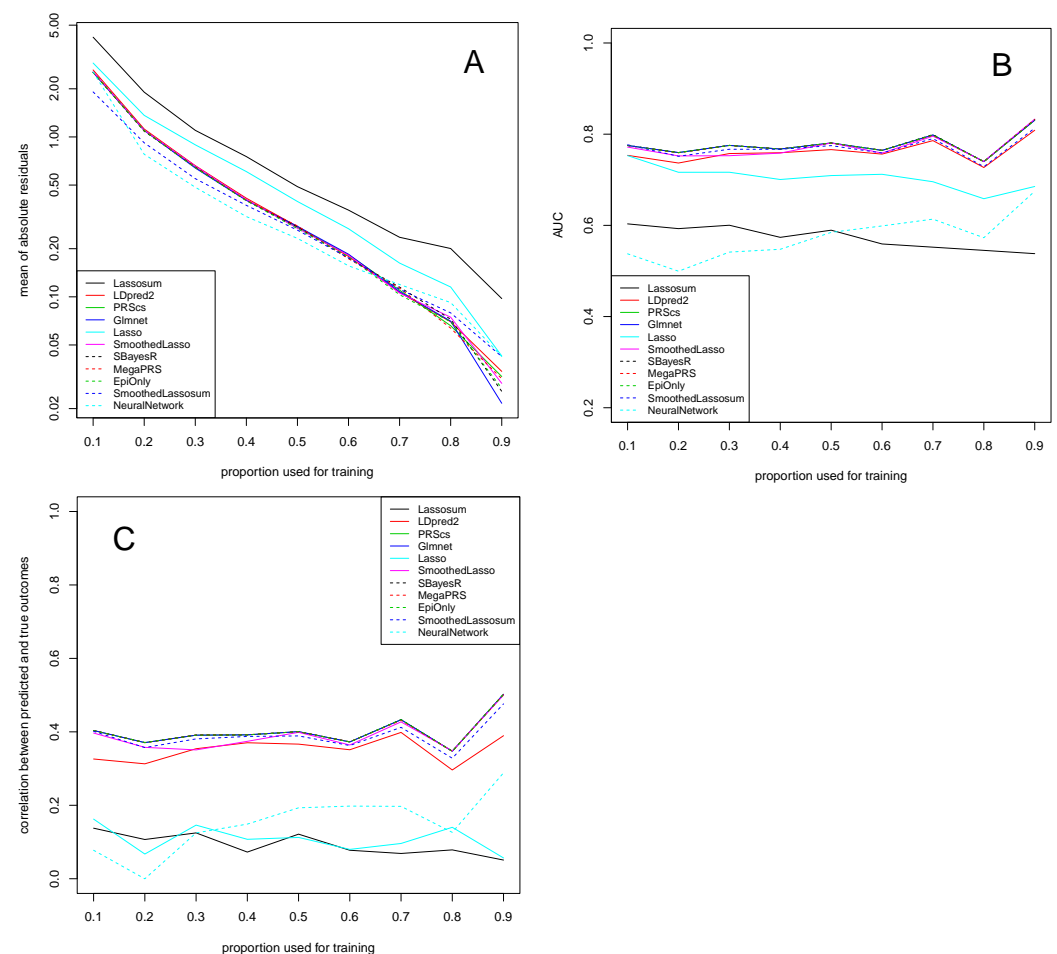 A
mean of absolute residuals
5.00
2.00
1.00
0.50
0.20
0.10
0.05
0.02
Lassosum
LDpred2
PRScs
Glmnet
Lasso
SmoothedLasso
SBayesR
MegaPRS
EpiOnly
SmoothedLassosum
NeuralNetwork
0.1 0.2 0.3 0.4 0.5 0.6 0.7 0.8 0.9
proportion used for training
B
AUC
1.0
0.8
0.6
0.4
0.2
Lassosum
LDpred2
PRScs
Glmnet
Lasso
SmoothedLasso
SBayesR
MegaPRS
EpiOnly
SmoothedLassosum
NeuralNetwork
0.1 0.2 0.3 0.4 0.5 0.6 0.7 0.8 0.9
proportion used for training
C
correlation between predicted and true outcomes
1.0
0.8
0.6
0.4
0.2
0.0
Lassosum
LDpred2
PRScs
Glmnet
Lasso
SmoothedLasso
SBayesR
MegaPRS
EpiOnly
SmoothedLassosum
NeuralNetwork
0.1 0.2 0.3 0.4 0.5 0.6 0.7 0.8 0.9
proportion used for training